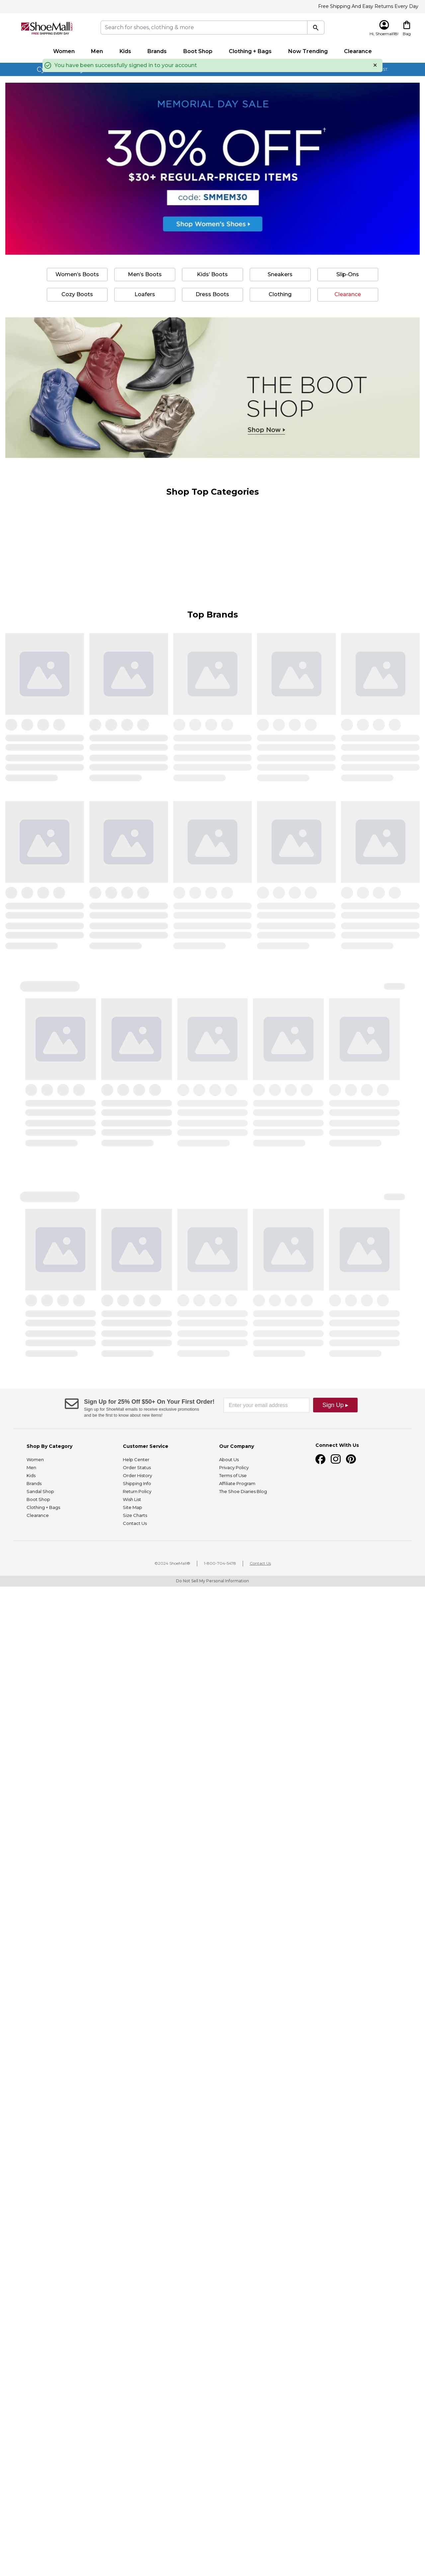 Free Shipping And Easy Returns Every Day
ShoeMall
FREE SHIPPING EVERY DAY
Search for shoes, clothing & more
Hi, Shoemall8!
Bag
Women
Men
Kids
Brands
Boot Shop
Clothing + Bags
Now Trending
Clearance
You have been successfully signed in to your account
×
MEMORIAL DAY SALE
30% OFF†
$30+ REGULAR-PRICED ITEMS
code: SMMEM30
Shop Women's Shoes
Women's Boots
Men's Boots
Kids' Boots
Sneakers
Slip-Ons
Cozy Boots
Loafers
Dress Boots
Clothing
Clearance
THE BOOT
SHOP
Shop Now
Shop Top Categories
Top Brands
Sign Up for 25% Off $50+ On Your First Order!
Sign up for ShoeMall emails to receive exclusive promotions
and be the first to know about new items!
Enter your email address
Sign Up ▸
Shop By Category
Women
Men
Kids
Brands
Sandal Shop
Boot Shop
Clothing + Bags
Clearance
Customer Service
Help Center
Order Status
Order History
Shipping Info
Return Policy
Wish List
Site Map
Size Charts
Contact Us
Our Company
About Us
Privacy Policy
Terms of Use
Affiliate Program
The Shoe Diaries Blog
Connect With Us
©2024 ShoeMall®
Contact Us
Do Not Sell My Personal Information